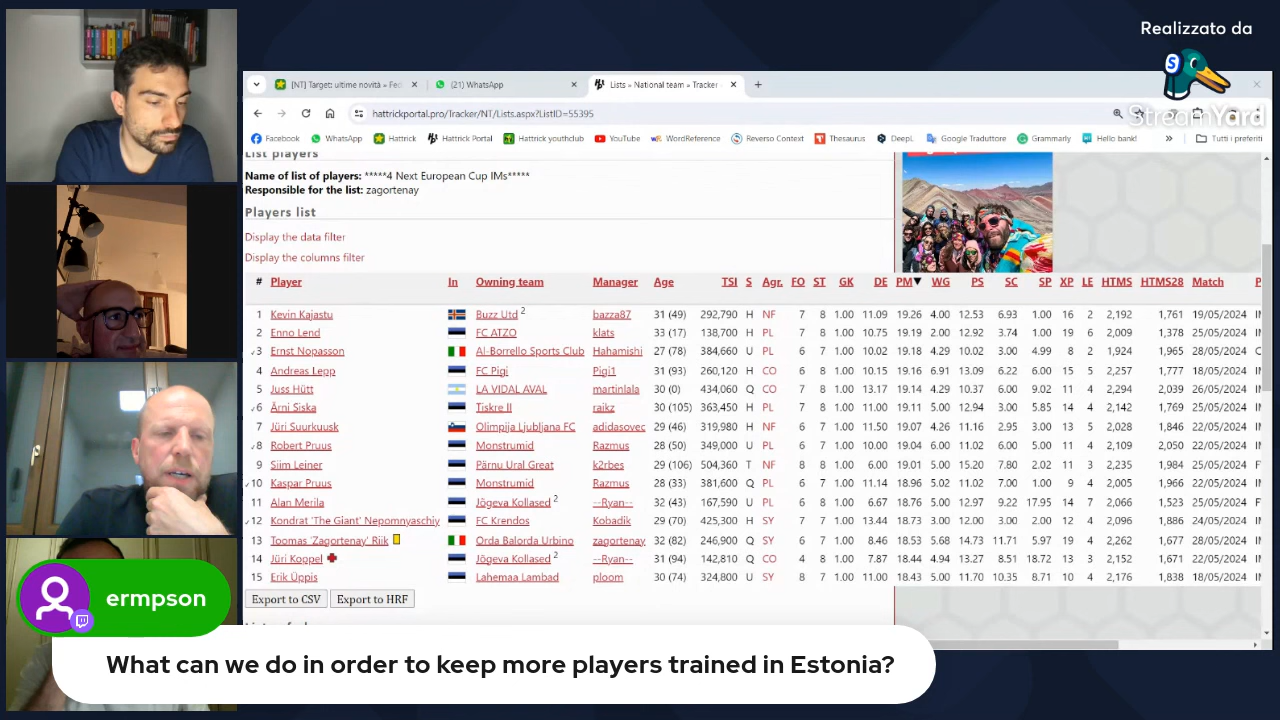 Realizzato da
StreamYard
[NT] Target: ultime novità » Fed
(21) WhatsApp
Lists » National team » Tracker
hattrickportal.pro/Tracker/NT/Lists.aspx?ListID=55395
Facebook WhatsApp Hattrick Hattrick Portal Hattrick youthclub YouTube WordReference Reverso Context Thesaurus DeepL Google Traduttore Grammarly Hello bank! » Tutti i preferiti
List players
Name of list of players: *****4 Next European Cup IMs*****
Responsible for the list: zagortenay
Players list
Display the data filter
Display the columns filter
# Player In Owning team Manager Age TSI S Agr. FO ST GK DE PM▼ WG PS SC SP XP LE HTMS HTMS28 Match
1 Kevin Kajastu Buzz Utd 2 bazza87 31 (49) 292,790 H NF 7 8 1.00 11.09 19.26 4.00 12.53 6.93 1.00 16 2 2,192 1,761 19/05/2024
2 Enno Lend FC ATZO klats 33 (17) 138,700 H PL 7 8 1.00 10.75 19.19 2.00 12.92 3.74 1.00 19 6 2,009 1,378 25/05/2024
3 Ernst Nopasson Al-Borrello Sports Club Hahamishi 27 (78) 384,660 U PL 6 7 1.00 10.02 19.18 4.29 10.02 3.00 4.99 8 2 1,924 1,965 28/05/2024
4 Andreas Lepp FC Pigi Pigi1 31 (93) 260,120 H CO 6 8 1.00 10.15 19.16 6.91 13.09 6.22 6.00 15 5 2,257 1,777 18/05/2024
5 Juss Hütt LA VIDAL AVAL martinlala 30 (0) 434,060 Q CO 7 8 1.00 13.17 19.14 4.29 10.37 6.00 5.00 11 4 2,294 1,939 22/05/2024
6 Ärni Siska Tiskre II raikz 30 (105) 363,450 H PL 7 8 1.00 11.00 19.11 5.00 12.94 3.00 5.85 14 4 2,142 1,769 25/05/2024
7 Jüri Suurkuusk Olimpija Ljubljana FC adidasovec 29 (46) 319,980 H NF 6 7 1.00 11.50 19.07 4.26 11.16 2.95 3.00 11 3 2,028 1,846 22/05/2024
8 Robert Pruus Monstrumid Razmus 28 (50) 349,000 U PL 6 7 1.00 19.04 5.00 5.00 11 4 2,109 22/05/2024
9 Siim Leiner Pärnu Ural Great k2rbes 29 (106) 504,360 T NF 8 8 1.00 6.00 19.01 5.00 15.20 7.80 2.02 11 3 2,235 1,984 22/05/2024
10 Kaspar Pruus Monstrumid Razmus 28 (33) 381,600 Q PL 6 7 1.00 11.14 18.96 5.02 11.02 7.00 1.00 9 4 2,005 1,966 22/05/2024
11 Alan Merila Jõgeva Kollased 2 --Ryan-- 32 (43) 167,590 U PL 6 8 1.00 6.67 18.76 5.00 12.97 9.22 17.95 14 7 2,066 1,528
12 Kondrat 'The Giant' Nepomnyaschiy FC Krendos Kobadik 29 (70) 425,300 H SY 7 7 1.00 13.44 18.73 3.00 12.00 3.00 2.00 12 4 2,096 1,886 24/05/2024
13 Toomas 'Zagortenay' Riik Orda Balorda Urbino zagortenay 32 (82) 246,900 Q SY 6 7 1.00 8.46 18.53 5.68 14.73 11.71 5.97 19 4 2,262 1,677 22/05/2024
14 Jüri Koppel Jõgeva Kollased 2 --Ryan-- 31 (94) 142,810 Q CO 4 8 1.00 7.87 18.44 4.94 13.27 8.51 18.72 13 3 2,152 1,671 22/05/2024
15 Erik Üppis Lahemaa Lambad ploom 30 (74) 324,800 U SY 8 7 1.00 11.00 18.43 5.00 11.70 10.35 8.71 10 4 2,176 1,838 18/05/2024
Export to CSV Export to HRF
ermpson
What can we do in order to keep more players trained in Estonia?